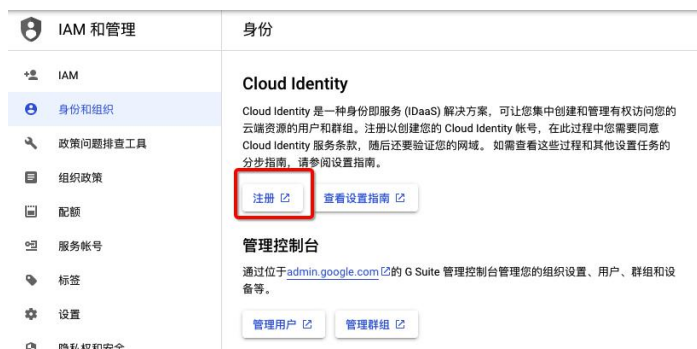 IAM 和管理
身份
IAM
身份和组织
政策问题排查工具
组织政策
配额
服务帐号
标签
设置
隐私权和安全
Cloud Identity
Cloud Identity 是一种身份即服务 (IDaaS) 解决方案，可让您集中创建和管理有权访问您的
云端资源的用户和群组。注册以创建您的 Cloud Identity 帐号，在此过程中您需要同意
Cloud Identity 服务条款，随后还要验证您的网域。 如需查看这些过程和其他设置任务的
分步指南，请参阅设置指南。
注册
查看设置指南
管理控制台
通过位于admin.google.com的 G Suite 管理控制台管理您的组织设置、用户、群组和设
备等。
管理用户
管理群组